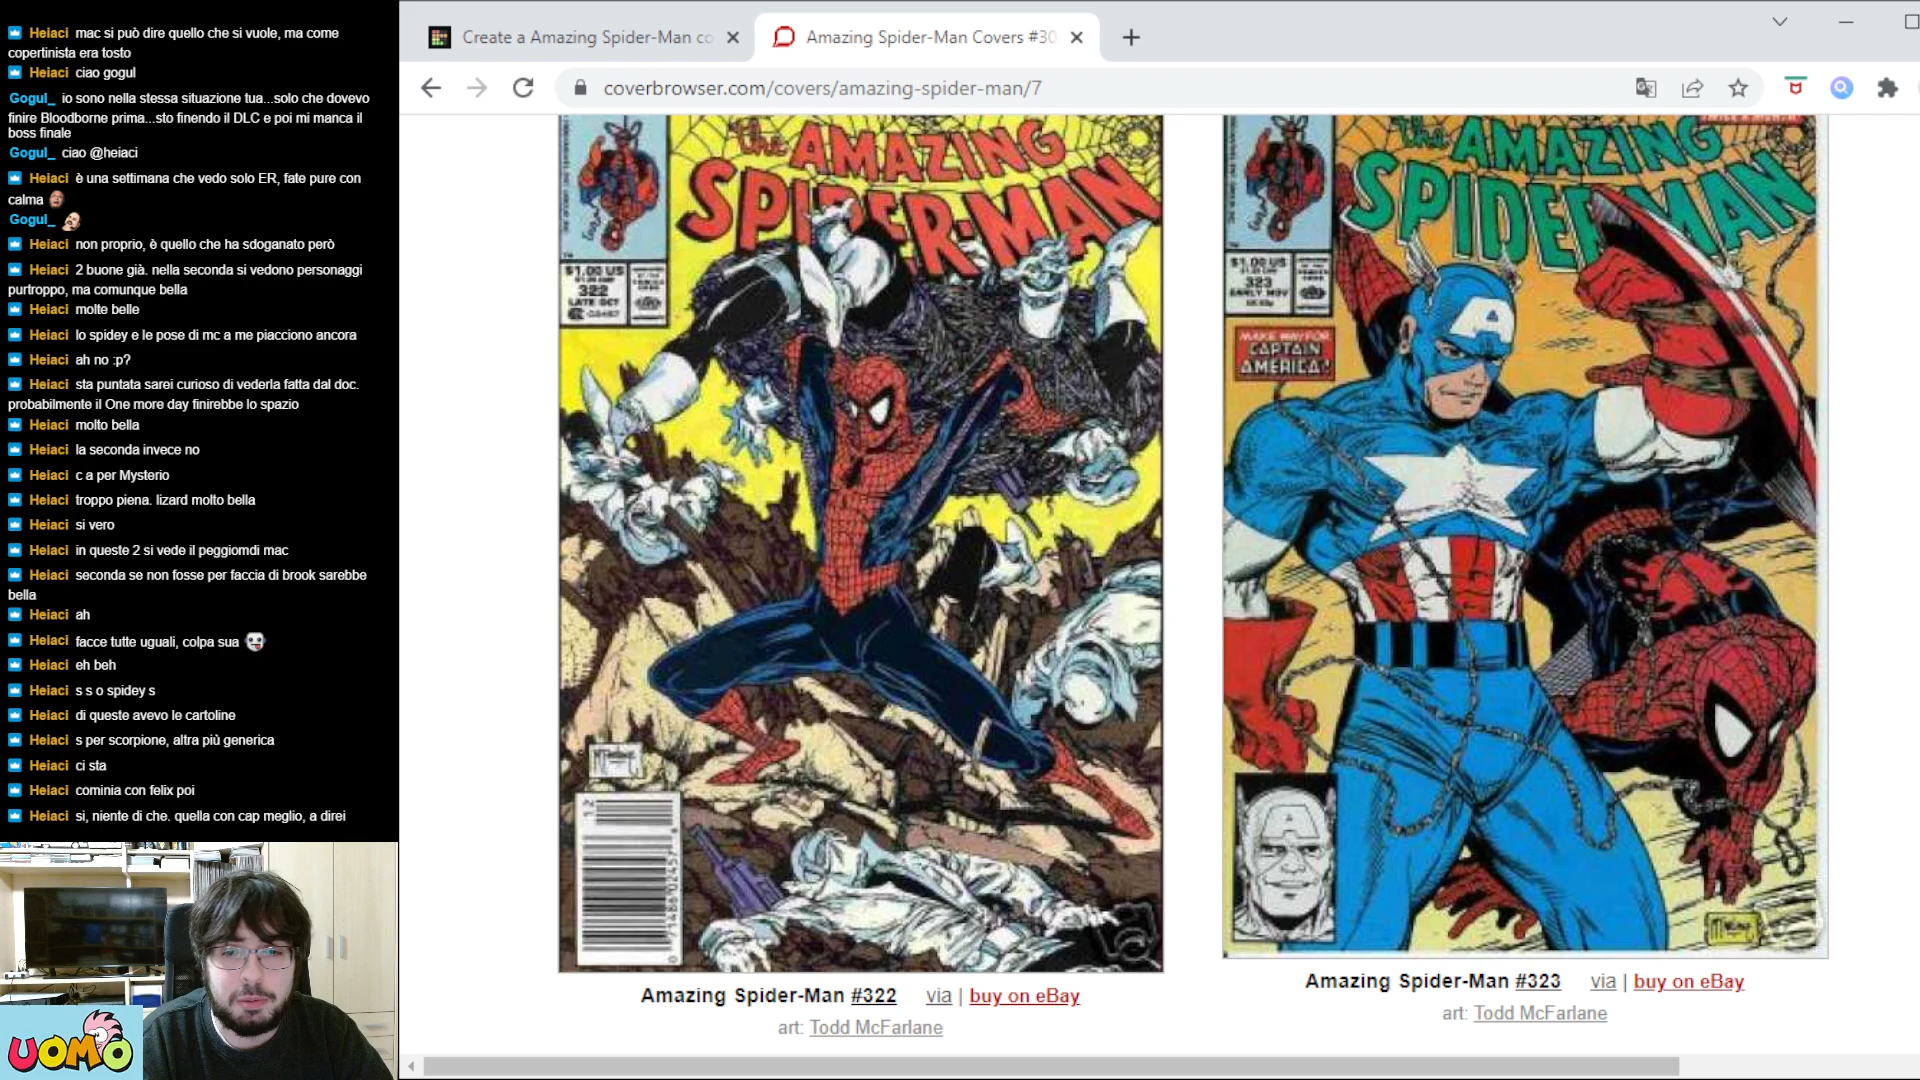 Heiaci mac si può dire quello che si vuole, ma come
copertinista era tosto
Heiaci ciao gogul
Gogul_ io sono nella stessa situazione tua...solo che dovevo
finire Bloodborne prima...sto finendo il DLC e poi mi manca il
boss finale
Gogul_ ciao @heiaci
Heiaci è una settimana che vedo solo ER, fate pure con
calma
Gogul_
Heiaci non proprio, è quello che ha sdoganato però
Heiaci 2 buone già. nella seconda si vedono personaggi
purtroppo, ma comunque bella
Heiaci molte belle
Heiaci lo spidey e le pose di mc a me piacciono ancora
Heiaci ah no :p?
Heiaci sta puntata sarei curioso di vederla fatta dal doc.
probabilmente il One more day finirebbe lo spazio
Heiaci molto bella
Heiaci la seconda invece no
Heiaci c a per Mysterio
Heiaci troppo piena. lizard molto bella
Heiaci si vero
Heiaci in queste 2 si vede il peggiomdi mac
Heiaci seconda se non fosse per faccia di brook sarebbe
bella
Heiaci ah
Heiaci facce tutte uguali, colpa sua
Heiaci eh beh
Heiaci s s o spidey s
Heiaci di queste avevo le cartoline
Heiaci s per scorpione, altra più generica
Heiaci ci sta
Heiaci cominia con felix poi
Heiaci si, niente di che. quella con cap meglio, a direi
UOMO
Create a Amazing Spider-Man co
Amazing Spider-Man Covers #30
coverbrowser.com/covers/amazing-spider-man/7
The AMAZING
SPIDER-MAN
$1.00 US
322
LATE OCT
Amazing Spider-Man #322 via | buy on eBay
art: Todd McFarlane
The AMAZING
SPIDER-MAN
$1.00 US
323
EARLY NOV
MAKE WAY FOR
CAPTAIN
AMERICA!
Amazing Spider-Man #323 via | buy on eBay
art: Todd McFarlane